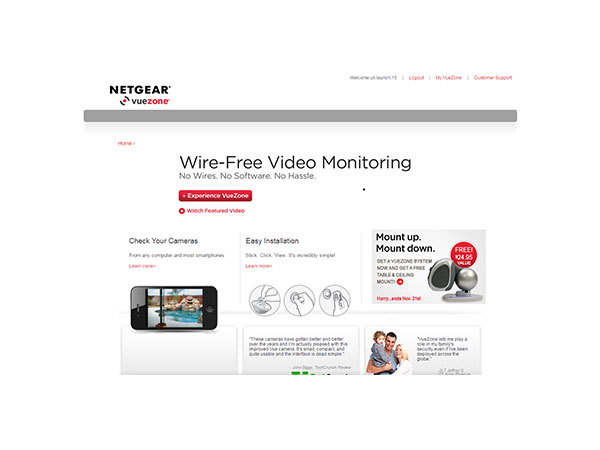 Welcome uk.launch.15 | Logout | My VueZone | Customer Support
NETGEAR®
vuezone®
Home ›
Wire-Free Video Monitoring
No Wires. No Software. No Hassle.
Experience VueZone
Watch Featured Video
Check Your Cameras
From any computer and most smartphones.
Learn more>
Easy Installation
Stick. Click. View. It's incredibly simple!
Learn more>
Mount up.
Mount down.
GET A VUEZONE SYSTEM
NOW AND GET A FREE
TABLE & CEILING
MOUNT!
FREE!
$24.95
VALUE
Hurry...ends Nov. 21st
"These cameras have gotten better and better
over the years and I'm actually pleased with this
improved Vue camera. It's small, compact, and
quite usable and the interface is dead simple."
- John Biggs, TechCrunch Review
"VueZone lets me play a
role in my family's
security even if I've been
deployed across the
globe."